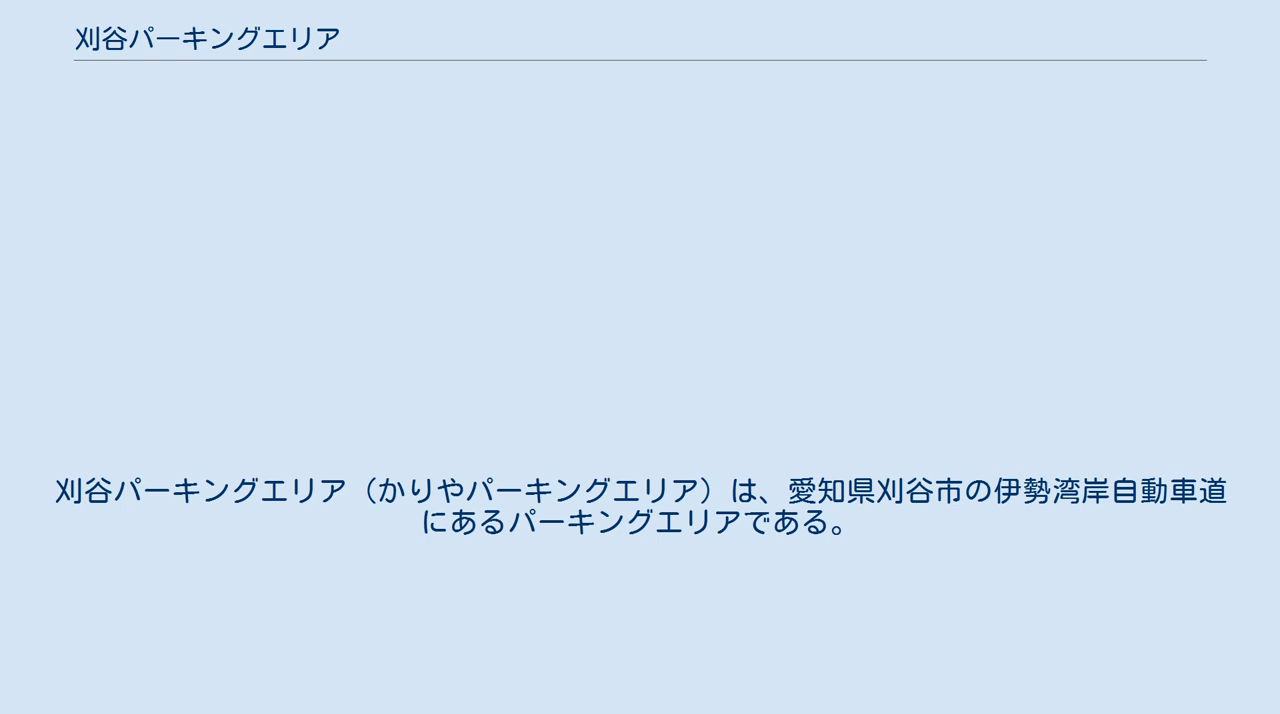 刈谷パーキングエリア
刈谷パーキングエリア（かりやパーキングエリア）は、愛知県刈谷市の伊勢湾岸自動車道
にあるパーキングエリアである。